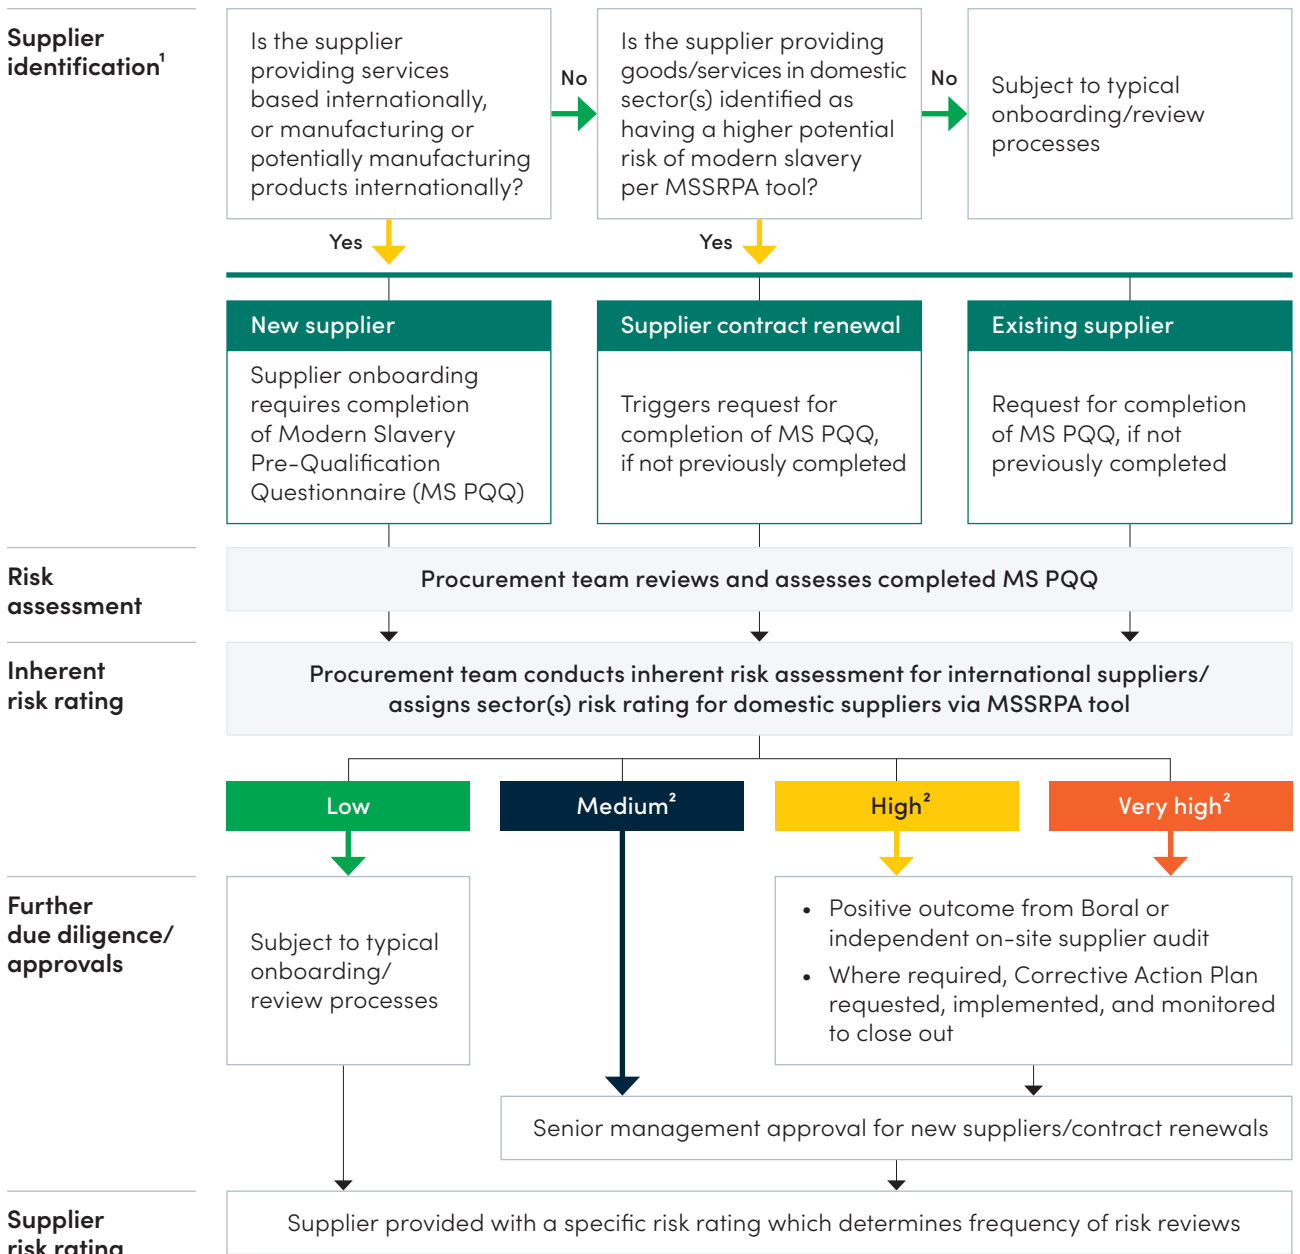 Supplier
identification¹
Is the supplier
providing services
based internationally,
or manufacturing or
potentially manufacturing
products internationally?
No
Is the supplier providing
goods/services in domestic
sector(s) identified as
having a higher potential
risk of modern slavery
per MSSRPA tool?
No
Subject to typical
onboarding/review
processes
Yes
Yes
New supplier
Supplier onboarding
requires completion
of Modern Slavery
Pre-Qualification
Questionnaire (MS PQQ)
Supplier contract renewal
Triggers request for
completion of MS PQQ,
if not previously completed
Existing supplier
Request for completion
of MS PQQ, if not
previously completed
Risk
assessment
Procurement team reviews and assesses completed MS PQQ
Inherent
risk rating
Procurement team conducts inherent risk assessment for international suppliers/
assigns sector(s) risk rating for domestic suppliers via MSSRPA tool
Low
Medium²
High²
Very high²
Further
due diligence/
approvals
Subject to typical
onboarding/
review processes
• Positive outcome from Boral or
independent on-site supplier audit
• Where required, Corrective Action Plan
requested, implemented, and monitored
to close out
Senior management approval for new suppliers/contract renewals
Supplier
risk rating
Supplier provided with a specific risk rating which determines frequency of risk reviews